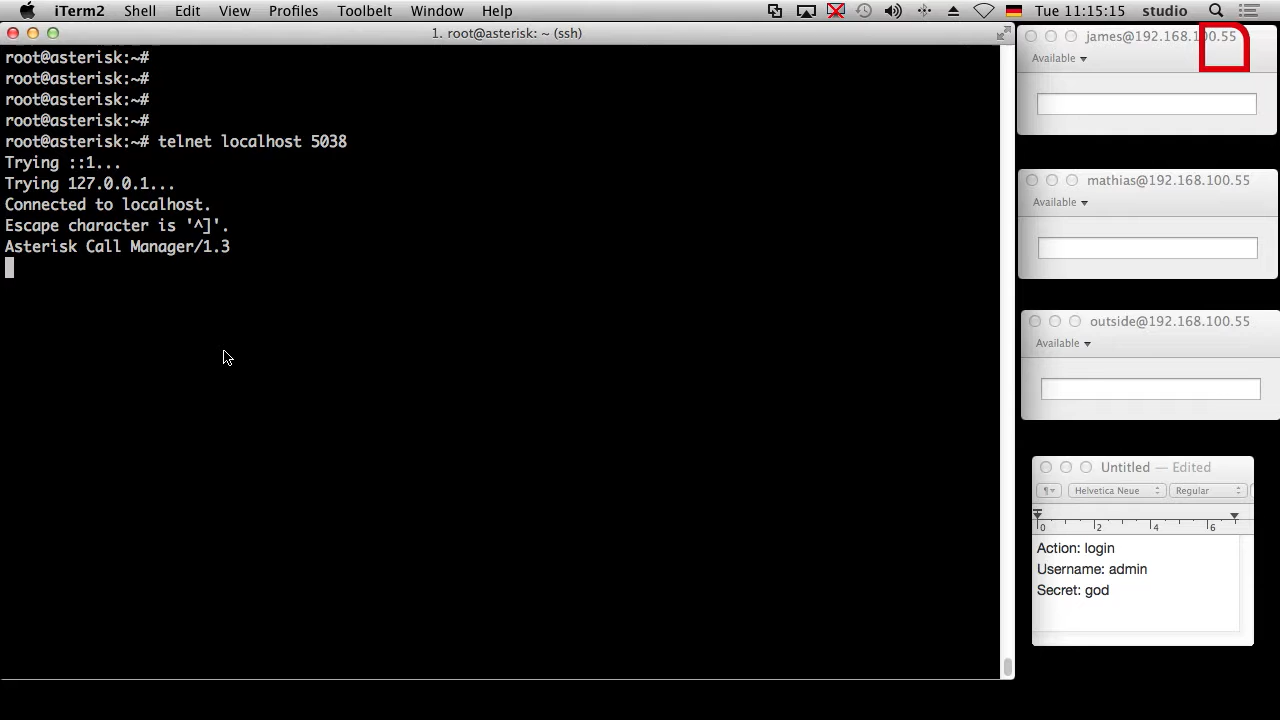 iTerm2 Shell Edit View Profiles Toolbelt Window Help Tue 11:15:15 studio
1. root@asterisk: ~ (ssh)
root@asterisk:~#
root@asterisk:~#
root@asterisk:~#
root@asterisk:~#
root@asterisk:~# telnet localhost 5038
Trying ::1...
Trying 127.0.0.1...
Connected to localhost.
Escape character is '^]'.
Asterisk Call Manager/1.3
james@192.168.100.55
Available
mathias@192.168.100.55
Available
outside@192.168.100.55
Available
Untitled — Edited
Helvetica Neue Regular
0 2 4 6
Action: login
Username: admin
Secret: god